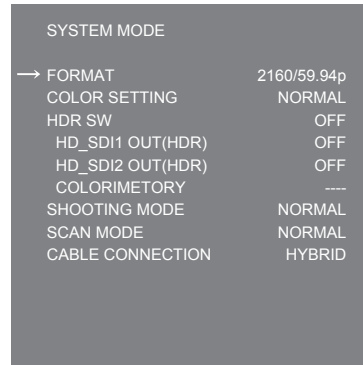 SYSTEM MODE
→ FORMAT 2160/59.94p
COLOR SETTING NORMAL
HDR SW OFF
HD_SDI1 OUT(HDR) OFF
HD_SDI2 OUT(HDR) OFF
COLORIMETORY ----
SHOOTING MODE NORMAL
SCAN MODE NORMAL
CABLE CONNECTION HYBRID